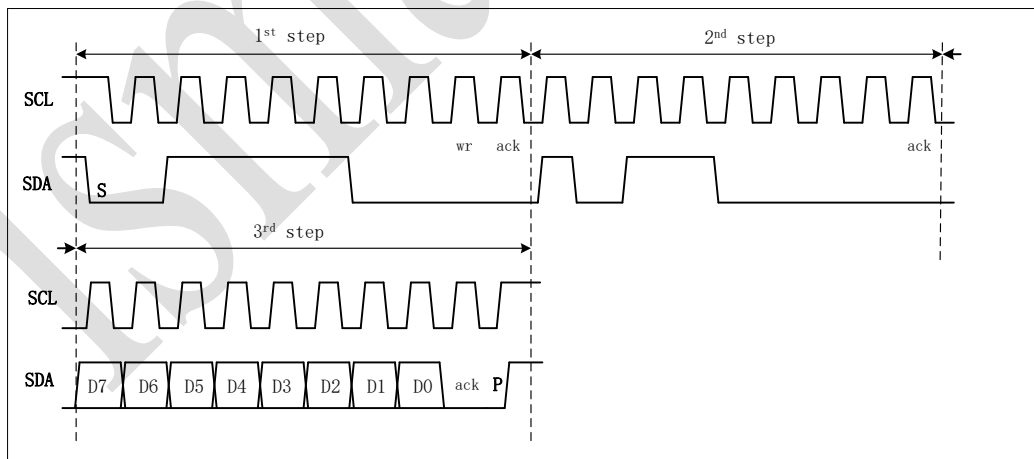 1st step 2nd step
SCL
wr ack ack
SDA S
3rd step
SCL
SDA D7 D6 D5 D4 D3 D2 D1 D0 ack P